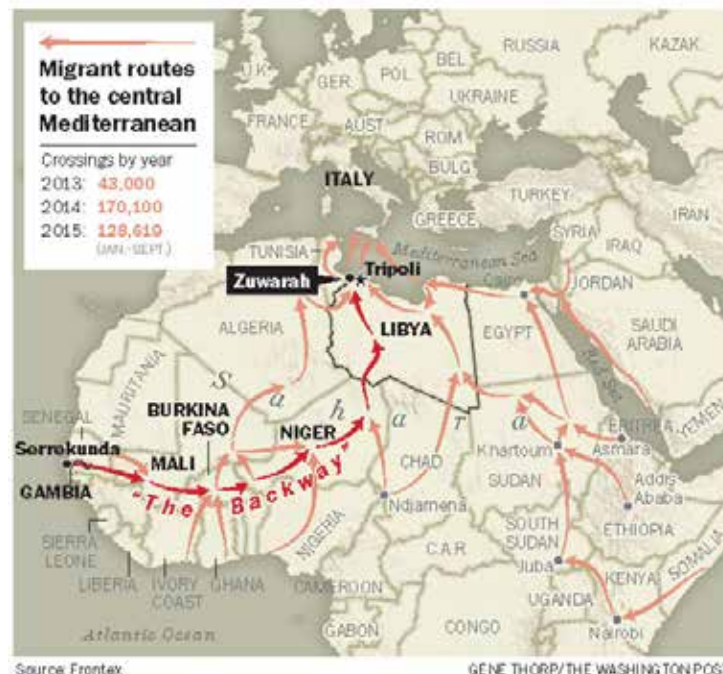 Migrant routes
to the central
Mediterranean
Crossings by year
2013: 43,000
2014: 170,100
2015: 128,619
(JAN.-SEPT.)
RUSSIA
KAZAK.
U.K.
BEL
GER
POL
UKRAINE
FRANCE
AUST
ROM
BULG
ITALY
TURKEY
GREECE
IRAN
SYRIA
IRAQ
TUNISIA
Mediterranean Sea
Zuwarah
Tripoli
Cairo
JORDAN
ALGERIA
LIBYA
EGYPT
SAUDI
ARABIA
Red Sea
MAURITANIA
Sahara
BURKINA
FASO
SENEGAL
Serrokunda
MALI
NIGER
ERITREA
YEMEN
Khartoum
Asmara
GAMBIA
"The Backway"
CHAD
SUDAN
Addis
Ababa
Ndjamena
SIERRA
LEONE
NIGERIA
SOUTH
SUDAN
ETHIOPIA
LIBERIA
IVORY
COAST
GHANA
C.A.R
Juba
SOMALIA
CAMEROON
UGANDA
KENYA
Atlantic Ocean
GABON
CONGO
Nairobi
Source: Frontex
GENE THORP/THE WASHINGTON POST